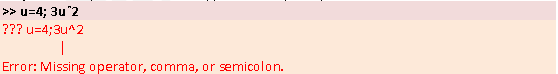 >> u=4; 3u^2
??? u=4;3u^2
|
Error: Missing operator, comma, or semicolon.